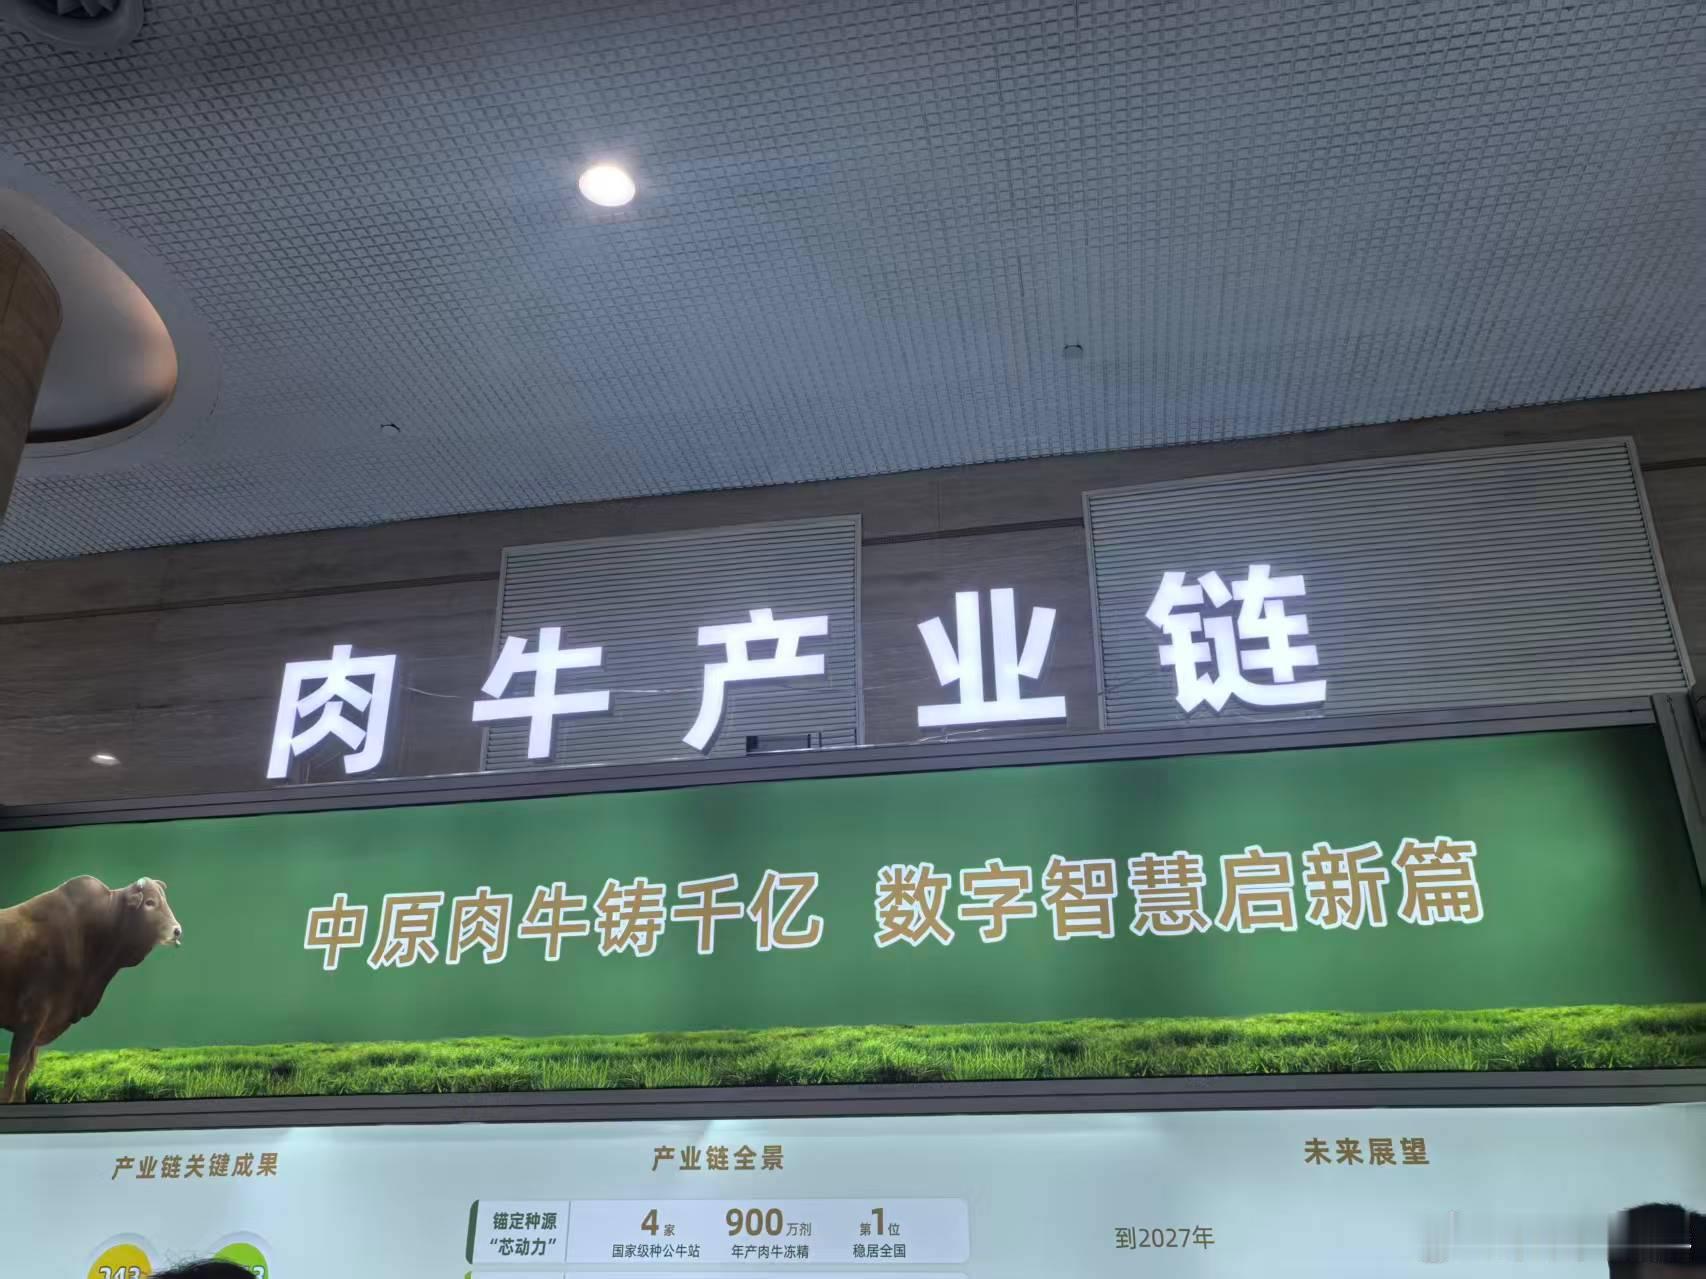 肉牛产业链
中原肉牛铸千亿 数字智慧启新篇
产业链关键成果
产业链全景
未来展望
锚定种源
“芯动力”
4家
国家级种公牛站
900万剂
年产肉牛冻精
第1位
稳居全国
到2027年
243